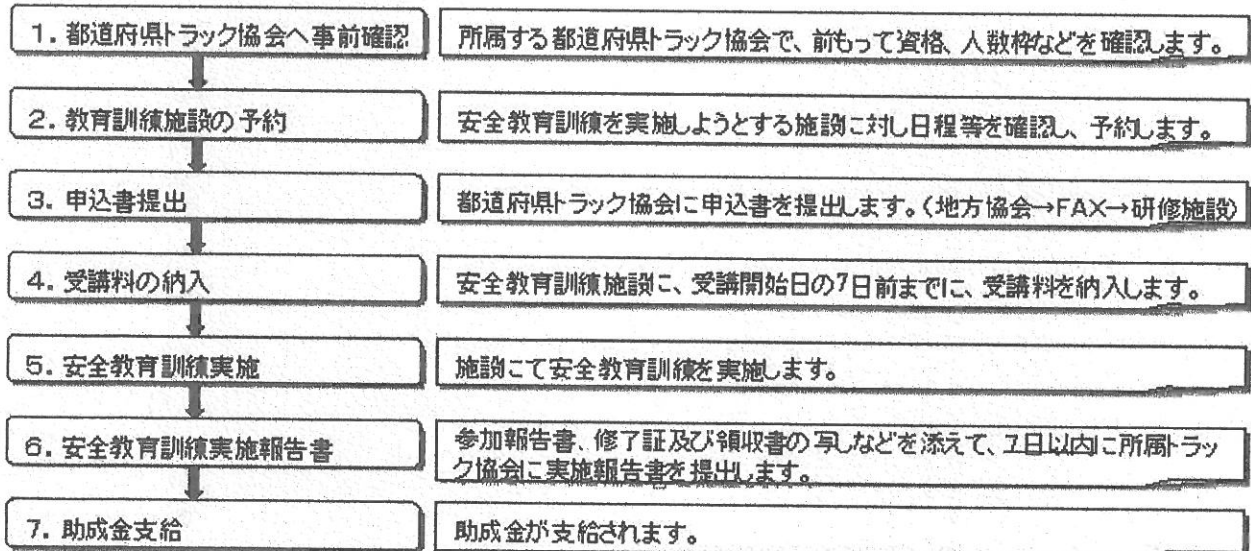 1. 都道府県トラック協会へ事前確認
所属する都道府県トラック協会で、前もって資格、人数枠などを確認します。
2. 教育訓練施設の予約
安全教育訓練を実施しようとする施設に対し日程等を確認し、予約します。
3. 申込書提出
都道府県トラック協会に申込書を提出します。(地方協会→FAX→研修施設)
4. 受講料の納入
安全教育訓練施設に、受講開始日の7日前までに、受講料を納入します。
5. 安全教育訓練実施
施設にて安全教育訓練を実施します。
6. 安全教育訓練実施報告書
参加報告書、修了証及び領収書の写しなどを添えて、7日以内に所属トラッ
ク協会に実施報告書を提出します。
7. 助成金支給
助成金が支給されます。